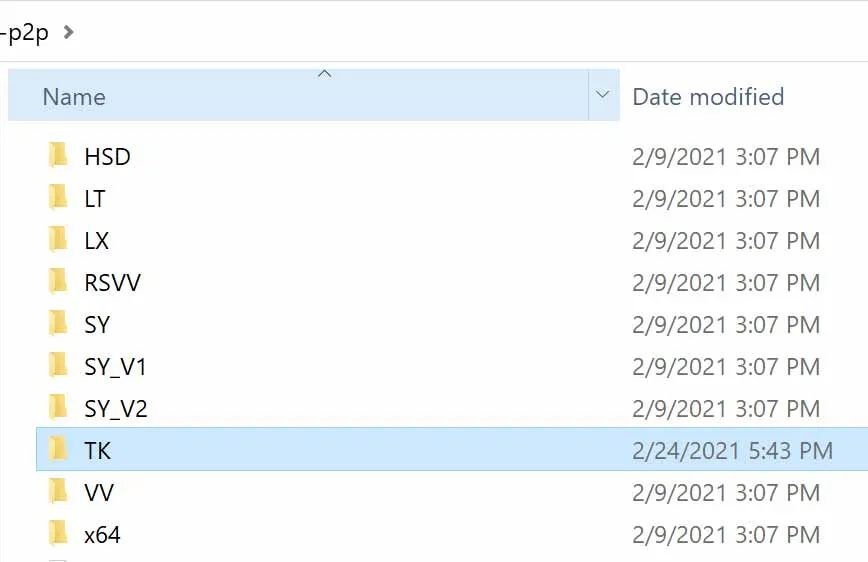 -p2p
Name Date modified
HSD 2/9/2021 3:07 PM
LT 2/9/2021 3:07 PM
LX 2/9/2021 3:07 PM
RSVV 2/9/2021 3:07 PM
SY 2/9/2021 3:07 PM
SY_V1 2/9/2021 3:07 PM
SY_V2 2/9/2021 3:07 PM
TK 2/24/2021 5:43 PM
VV 2/9/2021 3:07 PM
x64 2/9/2021 3:07 PM